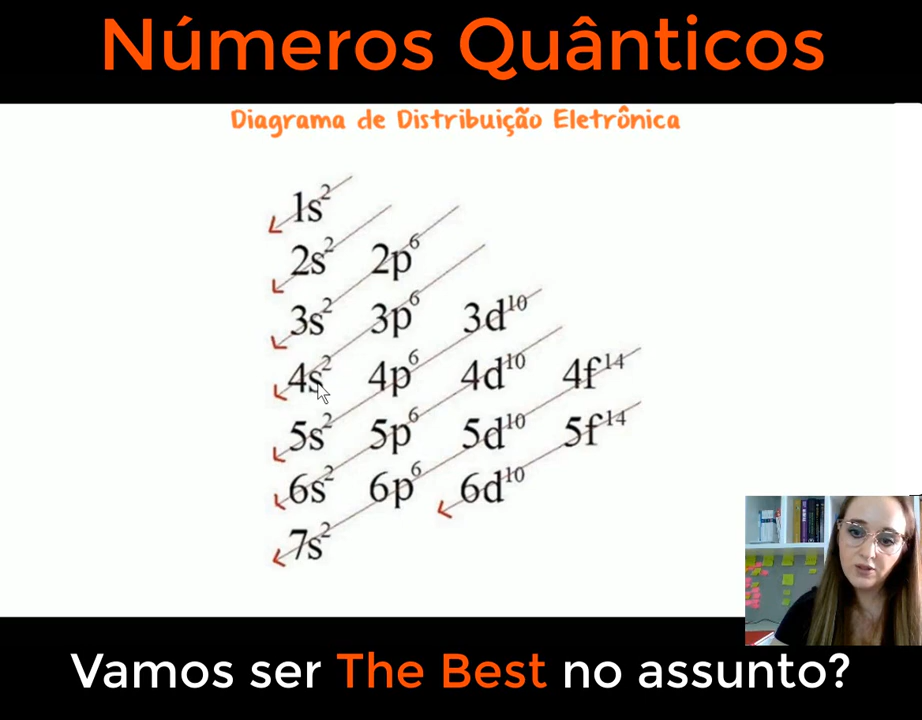 Números Quânticos
Diagrama de Distribuição Eletrônica
1s²
2s² 2p⁶
3s² 3p⁶ 3d¹⁰
4s² 4p⁶ 4d¹⁰ 4f¹⁴
5s² 5p⁶ 5d¹⁰ 5f¹⁴
6s² 6p⁶ 6d¹⁰
7s²
Vamos ser The Best no assunto?